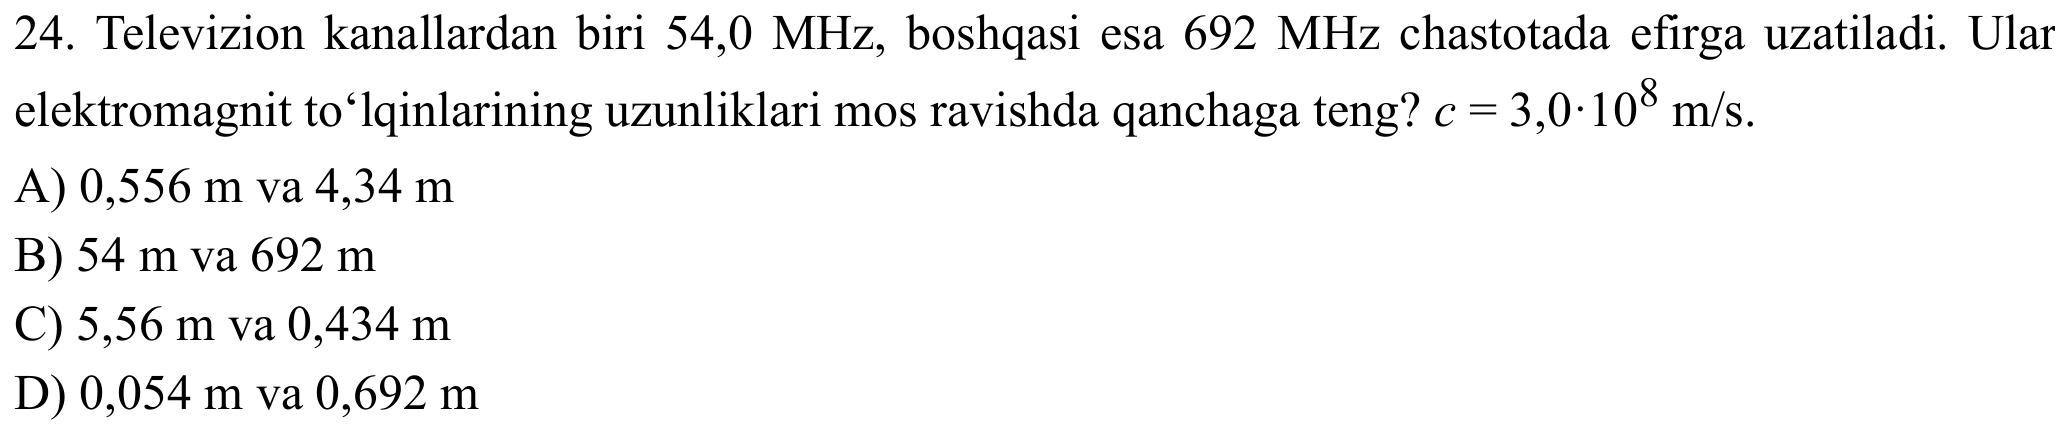 24. Televizion kanallardan biri 54,0 MHz, boshqasi esa 692 MHz chastotada efirga uzatiladi. Ular
elektromagnit to‘lqinlarining uzunliklari mos ravishda qanchaga teng? c = 3,0·10⁸ m/s.
A) 0,556 m va 4,34 m
B) 54 m va 692 m
C) 5,56 m va 0,434 m
D) 0,054 m va 0,692 m